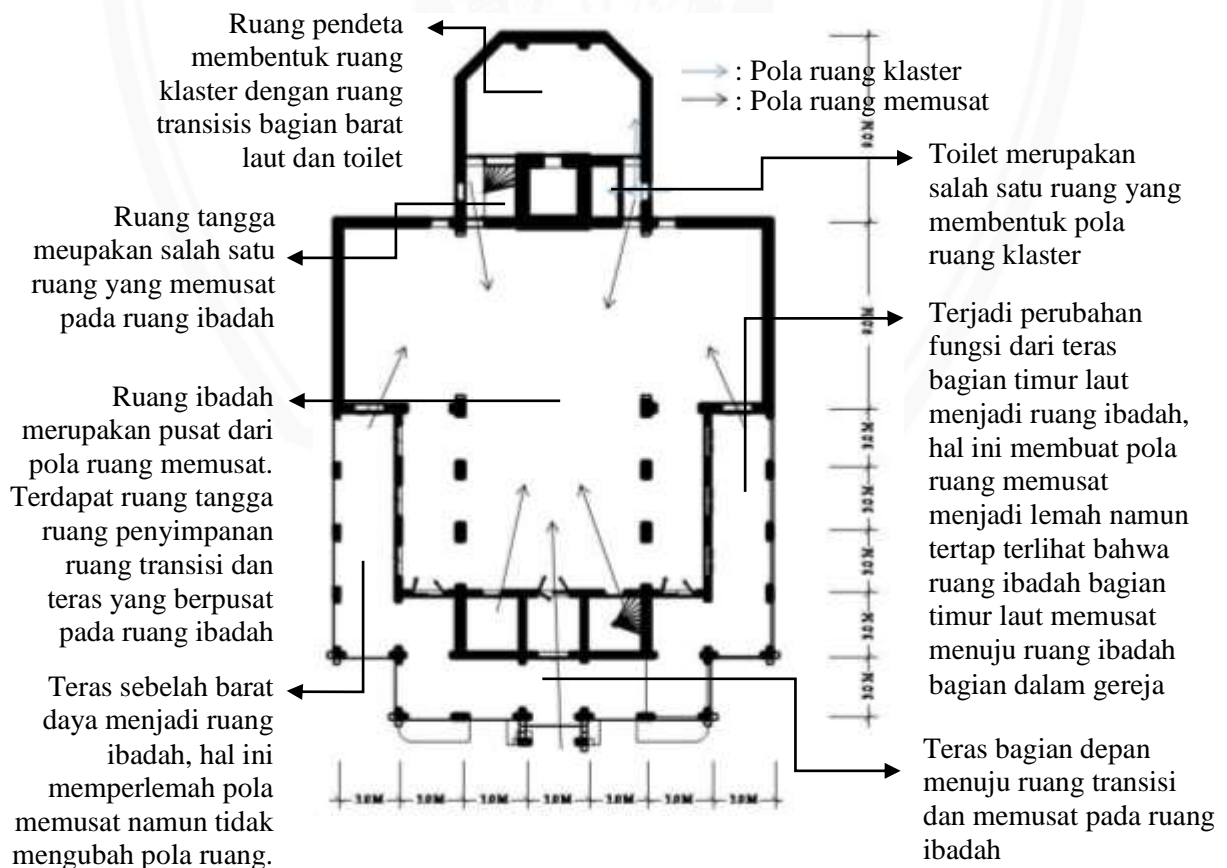 Ruang pendeta
membentuk ruang
klaster dengan ruang
transisis bagian barat
laut dan toilet
: Pola ruang klaster
: Pola ruang memusat
Toilet merupakan
salah satu ruang yang
membentuk pola
ruang klaster
Ruang tangga
meupakan salah satu
ruang yang memusat
pada ruang ibadah
Terjadi perubahan
fungsi dari teras
bagian timur laut
menjadi ruang ibadah,
hal ini membuat pola
ruang memusat
menjadi lemah namun
tertap terlihat bahwa
ruang ibadah bagian
timur laut memusat
menuju ruang ibadah
bagian dalam gereja
Ruang ibadah
merupakan pusat dari
pola ruang memusat.
Terdapat ruang tangga
ruang penyimpanan
ruang transisi dan
teras yang berpusat
pada ruang ibadah
Teras sebelah barat
daya menjadi ruang
ibadah, hal ini
memperlemah pola
memusat namun tidak
mengubah pola ruang.
Teras bagian depan
menuju ruang transisi
dan memusat pada ruang
ibadah